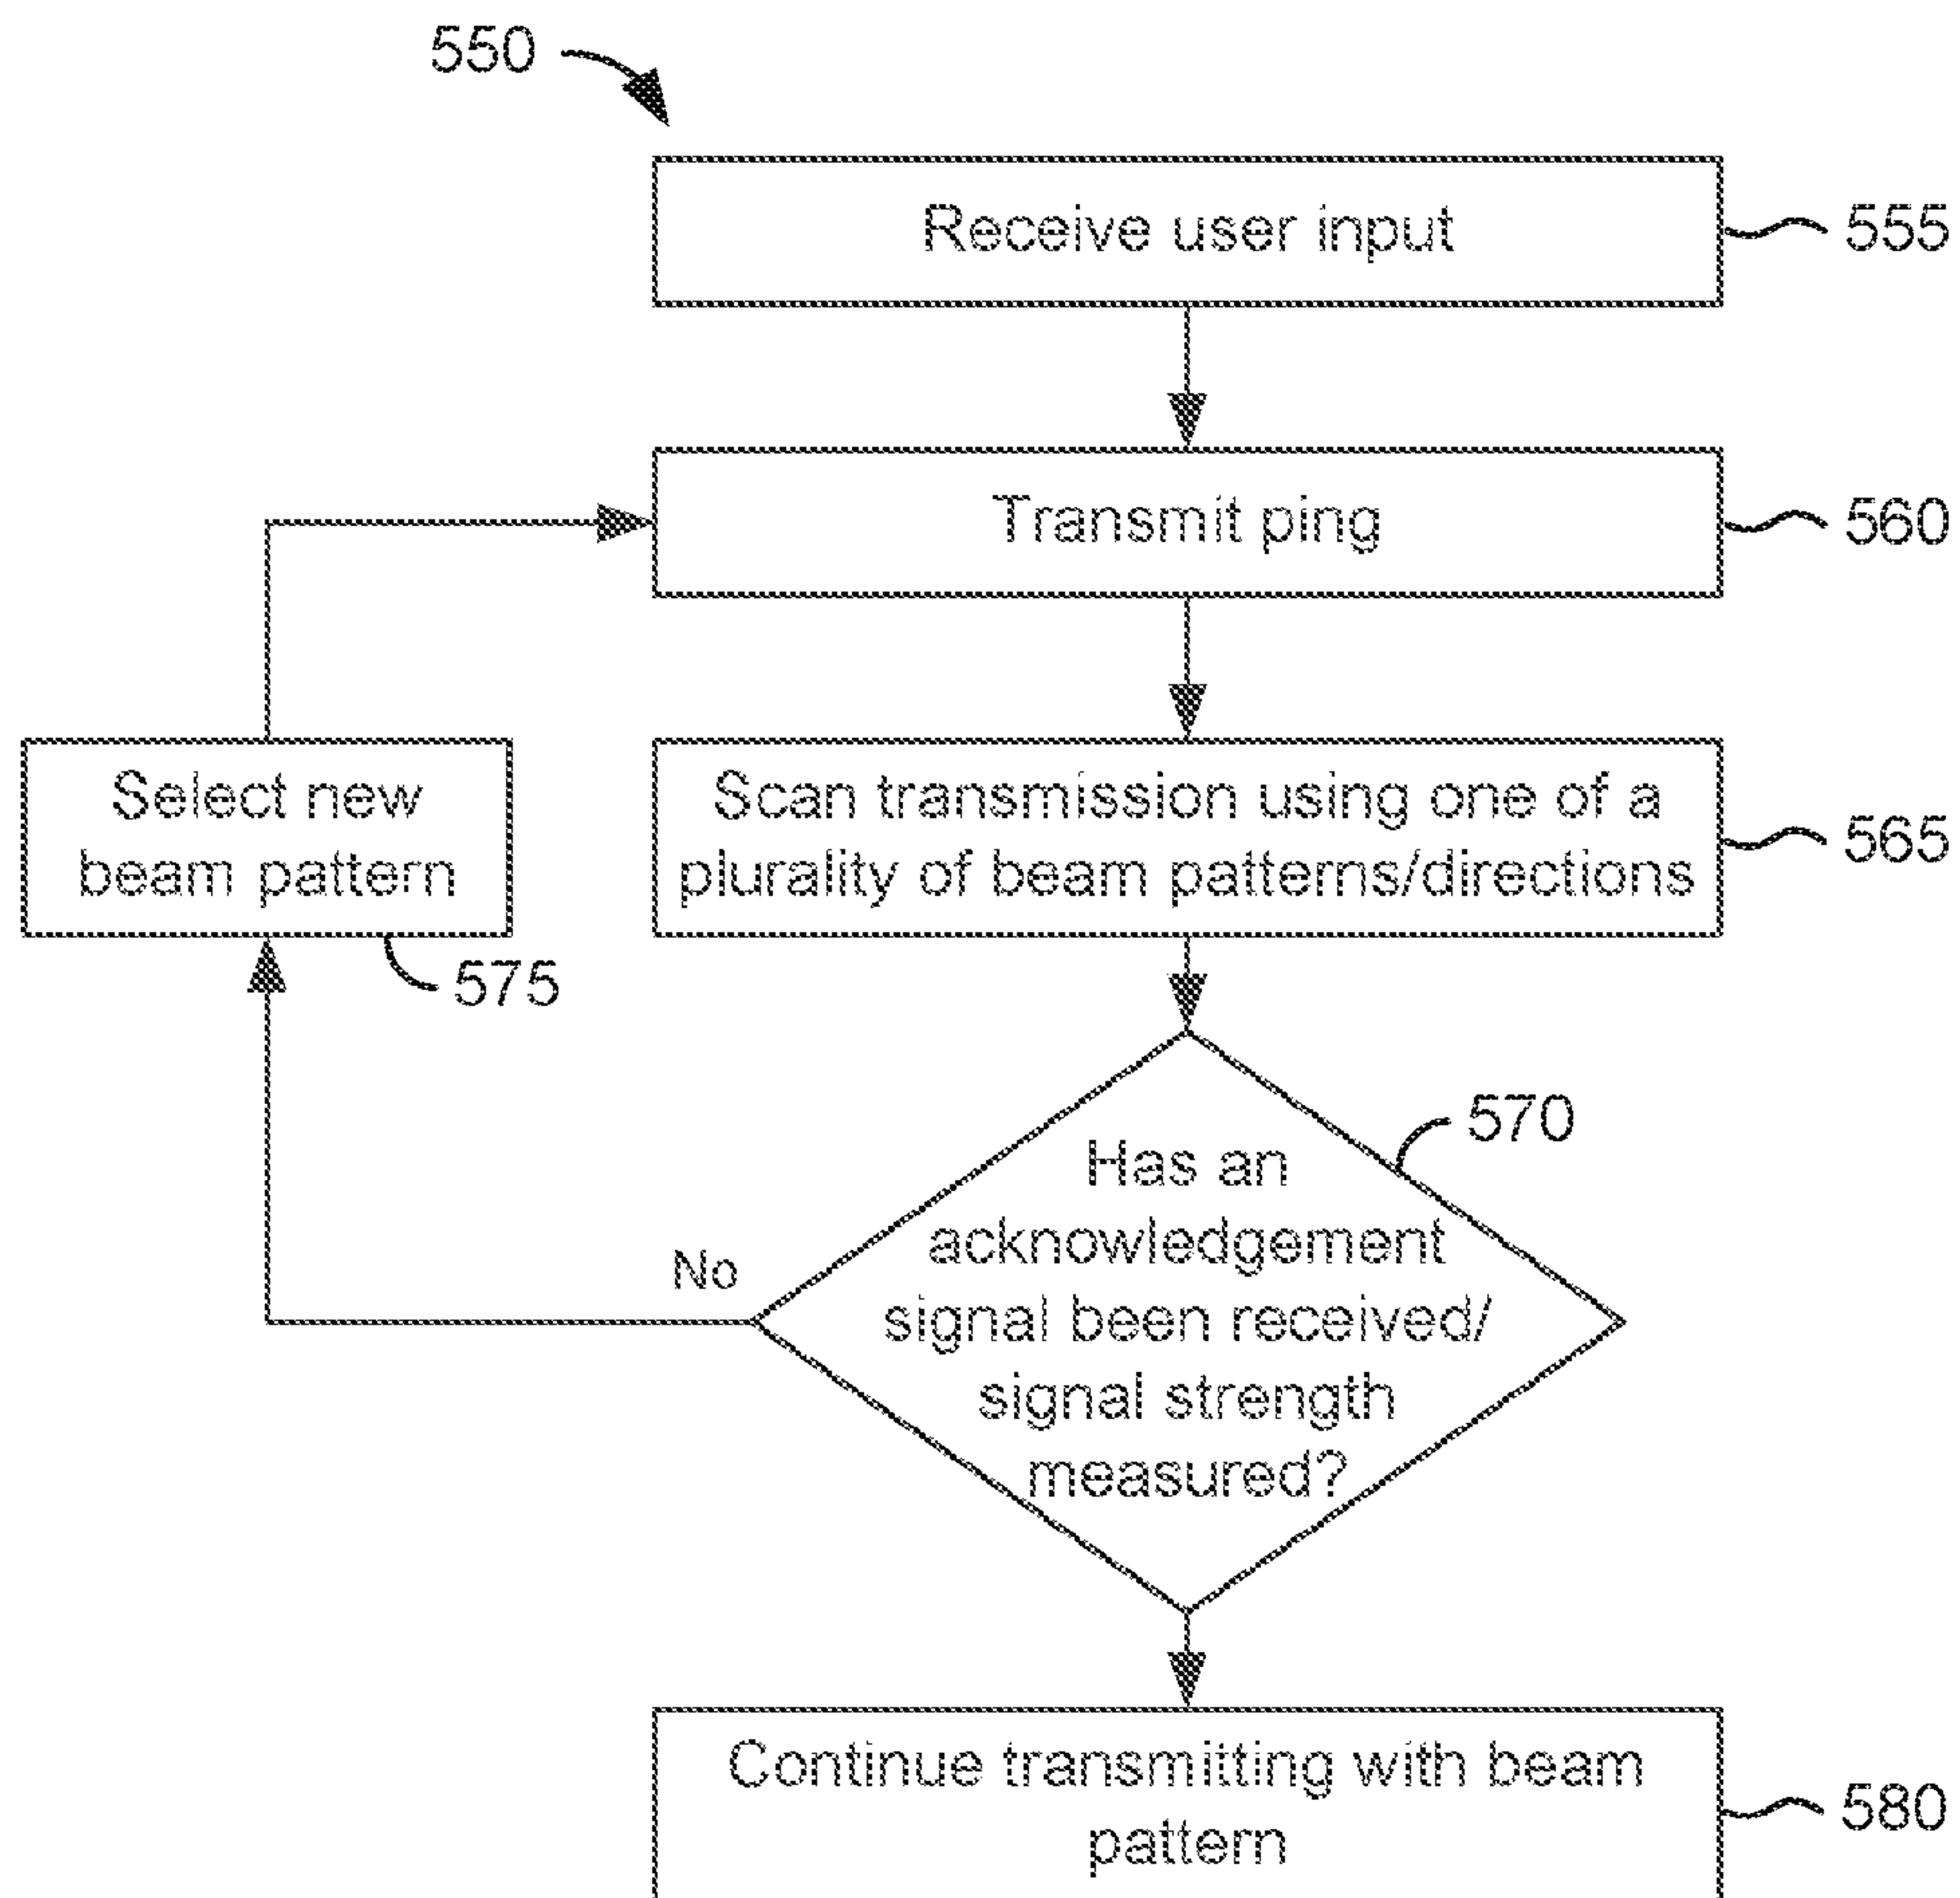 550
Receive user input
555
Transmit ping
560
Select new
beam pattern
575
Scan transmission using one of a
plurality of beam patterns/directions
565
Has an
acknowledgement
signal been received/
signal strength
measured?
570
No
Continue transmitting with beam
pattern
580